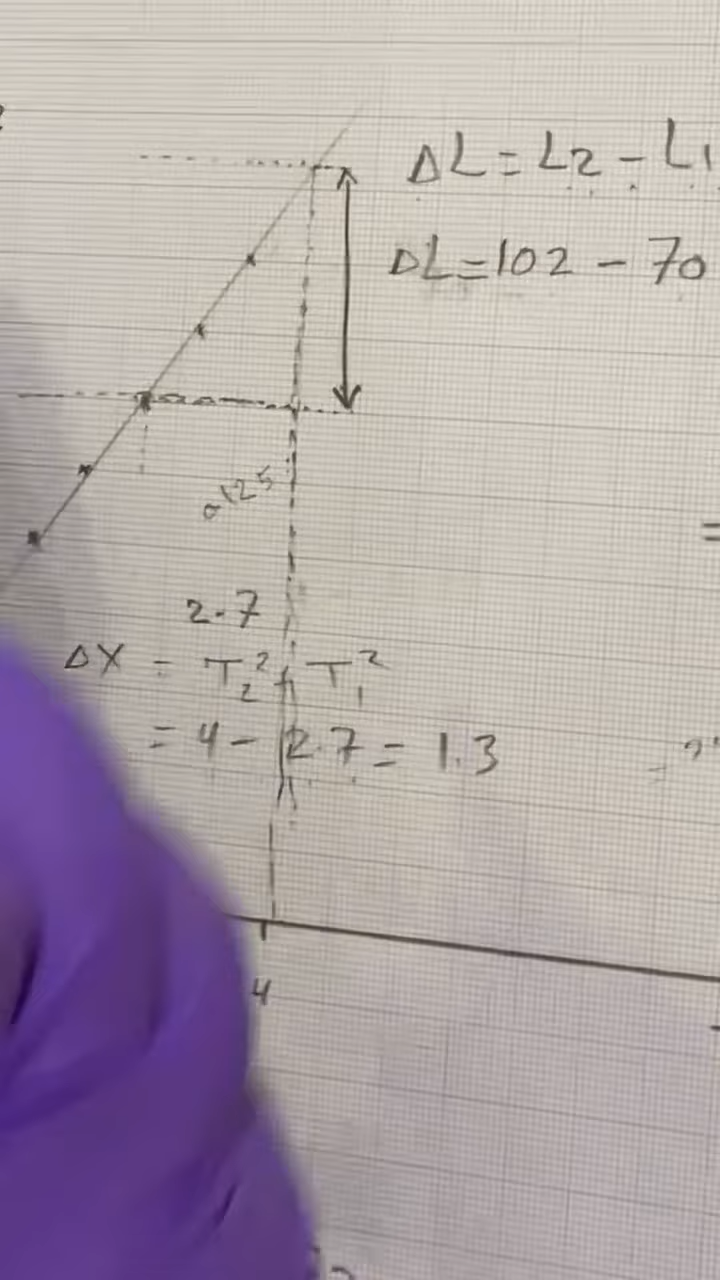 ΔL = L2 - L1
ΔL = 102 - 70
2.7
ΔX = T₂² - T₁²
= 4 - 2.7 = 1.3
4